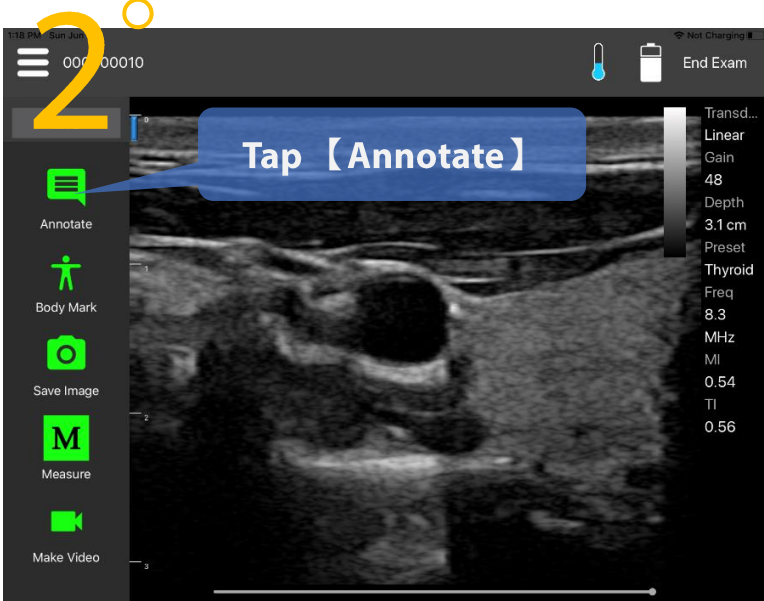 2
1:18 PM Sun Jun
Not Charging
End Exam
Tap【Annotate】
Annotate
Body Mark
Save Image
M
Measure
Make Video
0
1
2
3
Transd...
Linear
Gain
48
Depth
3.1 cm
Preset
Thyroid
Freq
8.3
MHz
MI
0.54
TI
0.56